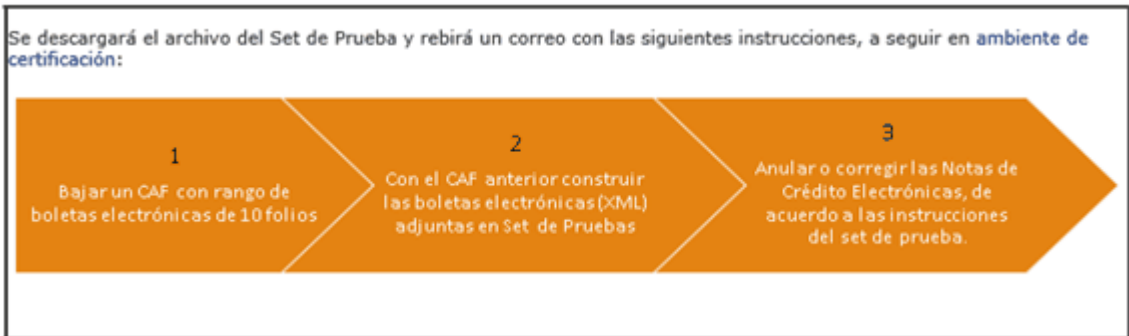 Se descargará el archivo del Set de Prueba y rebirá un correo con las siguientes instrucciones, a seguir en ambiente de
certificación:
1
Bajar un CAF con rango de
boletas electrónicas de 10 folios
2
Con el CAF anterior construir
las boletas electrónicas (XML)
adjuntas en Set de Pruebas
3
Anular o corregir las Notas de
Crédito Electrónicas, de
acuerdo a las instrucciones
del set de prueba.